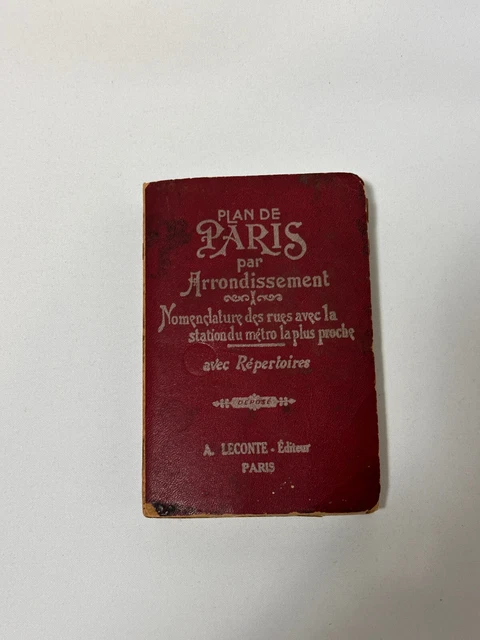 PLAN DE
PARIS
par
Arrondissement
Nomenclature des rues avec la
station du métro la plus proche
avec Répertoires
DÉPOSÉ
A. LECONTE - Éditeur
PARIS